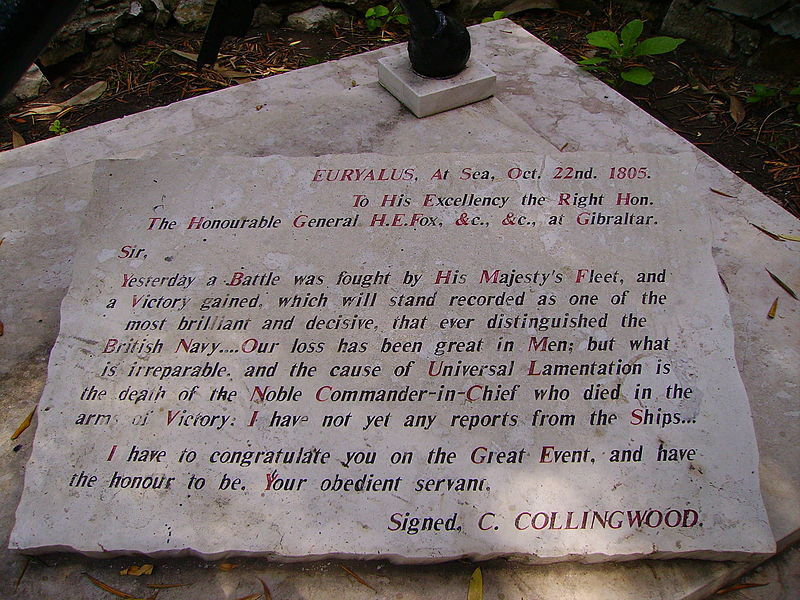 EURYALUS, At Sea, Oct. 22nd. 1805.
To His Excellency the Right Hon.
The Honourable General H.E.Fox, &c., &c., at Gibraltar.
Sir,
Yesterday a Battle was fought by His Majesty's Fleet, and
a Victory gained, which will stand recorded as one of the
most brilliant and decisive, that ever distinguished the
British Navy....Our loss has been great in Men; but what
is irreparable, and the cause of Universal Lamentation is
the death of the Noble Commander-in-Chief who died in the
arms of Victory: I have not yet any reports from the Ships...
I have to congratulate you on the Great Event, and have
the honour to be, Your obedient servant,
Signed, C. COLLINGWOOD.